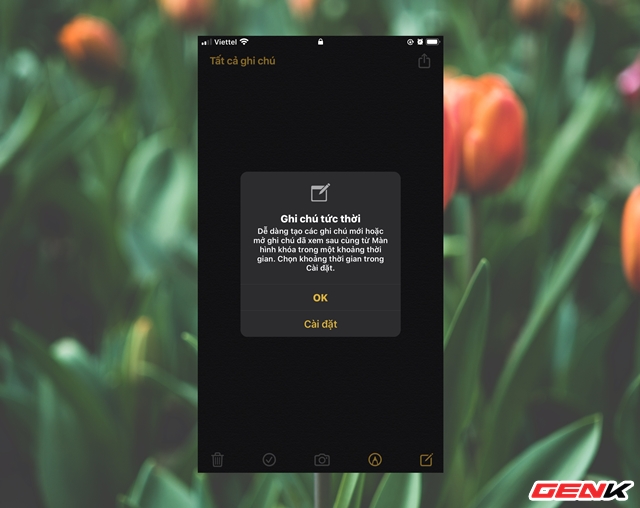 Viettel
Tất cả ghi chú
Ghi chú tức thời
Dễ dàng tạo các ghi chú mới hoặc
mở ghi chú đã xem sau cùng từ Màn
hình khóa trong một khoảng thời
gian. Chọn khoảng thời gian trong
Cài đặt.
OK
Cài đặt
GENK